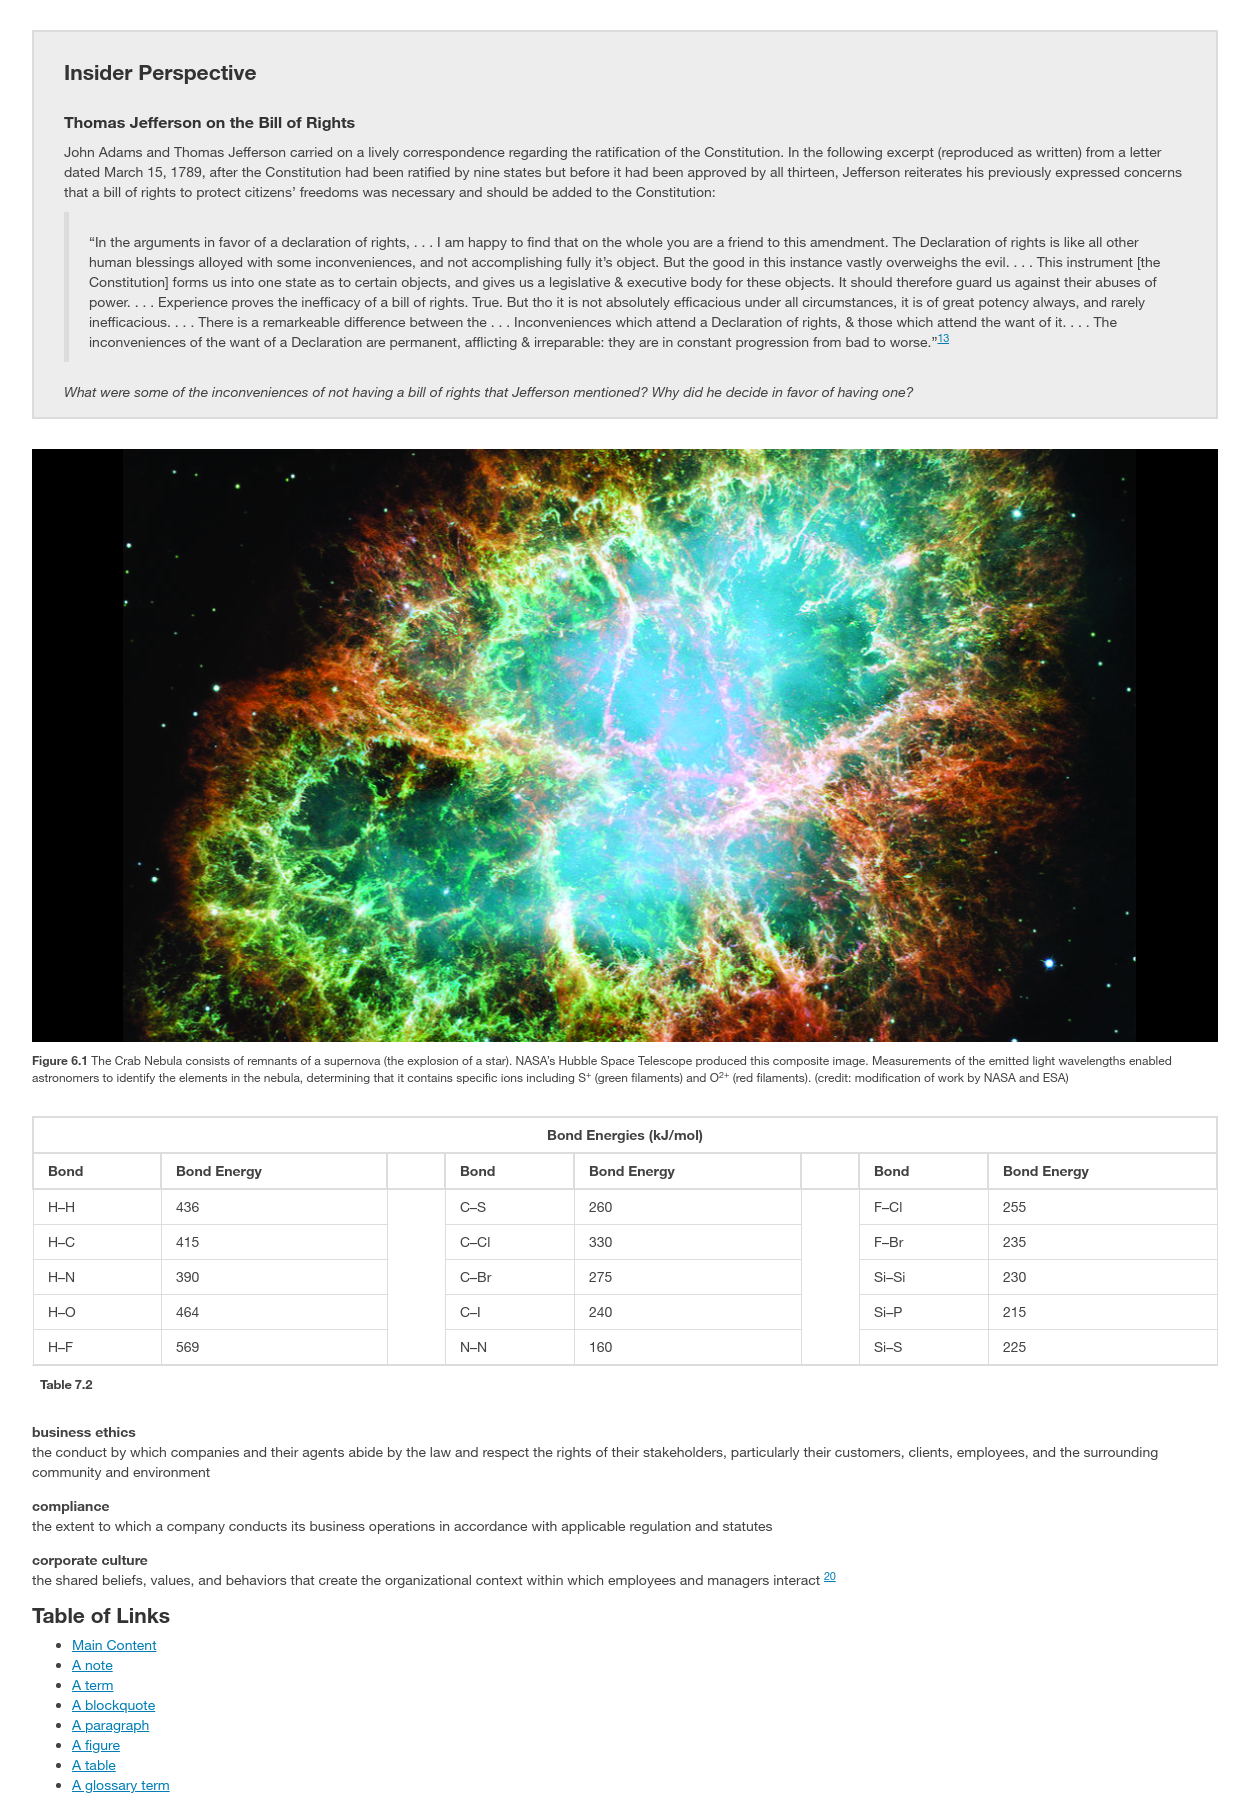 Insider Perspective
Thomas Jefferson on the Bill of Rights
John Adams and Thomas Jefferson carried on a lively correspondence regarding the ratification of the Constitution. In the following excerpt (reproduced as written) from a letter
dated March 15, 1789, after the Constitution had been ratified by nine states but before it had been approved by all thirteen, Jefferson reiterates his previously expressed concerns
that a bill of rights to protect citizens’ freedoms was necessary and should be added to the Constitution:
“In the arguments in favor of a declaration of rights, . . . I am happy to find that on the whole you are a friend to this amendment. The Declaration of rights is like all other
human blessings alloyed with some inconveniences, and not accomplishing fully it’s object. But the good in this instance vastly overweighs the evil. . . . This instrument [the
Constitution] forms us into one state as to certain objects, and gives us a legislative & executive body for these objects. It should therefore guard us against their abuses of
power. . . . Experience proves the inefficacy of a bill of rights. True. But tho it is not absolutely efficacious under all circumstances, it is of great potency always, and rarely
inefficacious. . . . There is a remarkeable difference between the . . . Inconveniences which attend a Declaration of rights, & those which attend the want of it. . . . The
inconveniences of the want of a Declaration are permanent, afflicting & irreparable: they are in constant progression from bad to worse.”13
What were some of the inconveniences of not having a bill of rights that Jefferson mentioned? Why did he decide in favor of having one?
Figure 6.1 The Crab Nebula consists of remnants of a supernova (the explosion of a star). NASA’s Hubble Space Telescope produced this composite image. Measurements of the emitted light wavelengths enabled
astronomers to identify the elements in the nebula, determining that it contains specific ions including S⁺ (green filaments) and O²⁺ (red filaments). (credit: modification of work by NASA and ESA)
Bond Energies (kJ/mol)
Bond Bond Energy Bond Bond Energy Bond Bond Energy
H–H 436 C–S 260 F–Cl 255
H–C 415 C–Cl 330 F–Br 235
H–N 390 C–Br 275 Si–Si 230
H–O 464 C–I 240 Si–P 215
H–F 569 N–N 160 Si–S 225
Table 7.2
business ethics
the conduct by which companies and their agents abide by the law and respect the rights of their stakeholders, particularly their customers, clients, employees, and the surrounding
community and environment
compliance
the extent to which a company conducts its business operations in accordance with applicable regulation and statutes
corporate culture
the shared beliefs, values, and behaviors that create the organizational context within which employees and managers interact 20
Table of Links
• Main Content
• A note
• A term
• A blockquote
• A paragraph
• A figure
• A table
• A glossary term